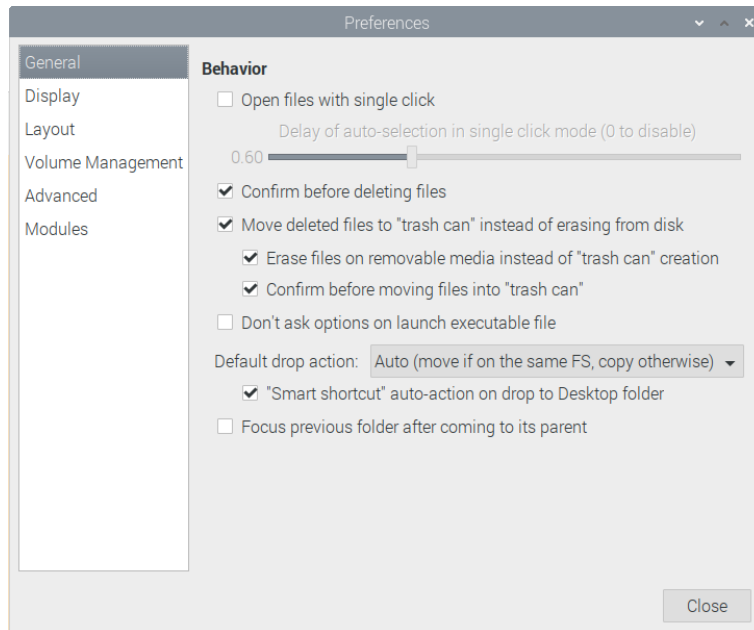 Preferences
General
Display
Layout
Volume Management
Advanced
Modules
Behavior
Open files with single click
Delay of auto-selection in single click mode (0 to disable)
0.60
Confirm before deleting files
Move deleted files to "trash can" instead of erasing from disk
Erase files on removable media instead of "trash can" creation
Confirm before moving files into "trash can"
Don't ask options on launch executable file
Default drop action: Auto (move if on the same FS, copy otherwise)
"Smart shortcut" auto-action on drop to Desktop folder
Focus previous folder after coming to its parent
Close